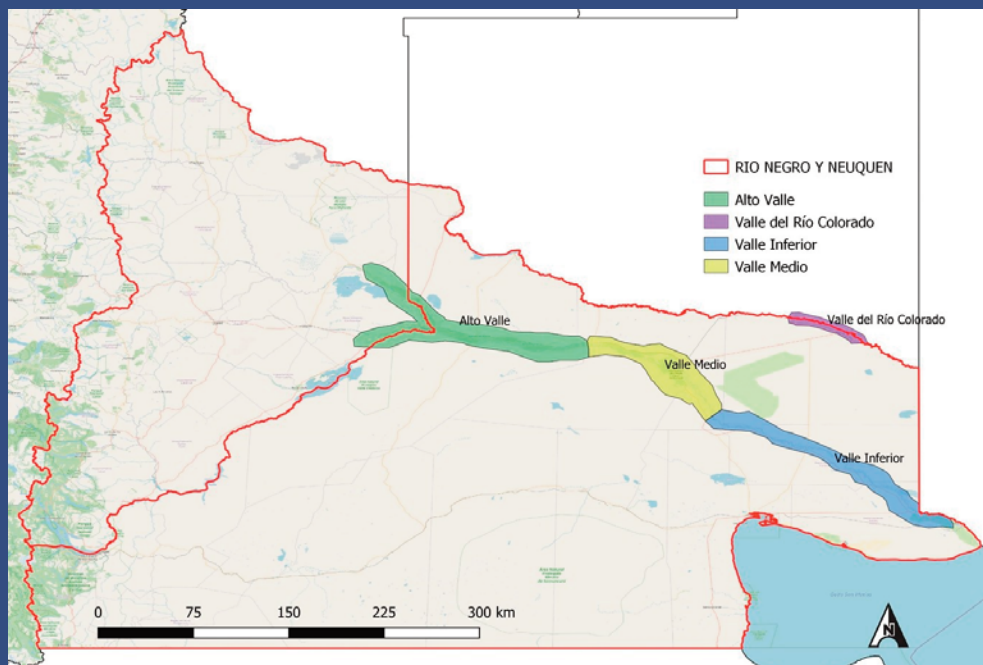 RIO NEGRO Y NEUQUEN
Alto Valle
Valle del Río Colorado
Valle Inferior
Valle Medio
Alto Valle
Valle del Río Colorado
Valle Medio
Valle Inferior
0 75 150 225 300 km
N